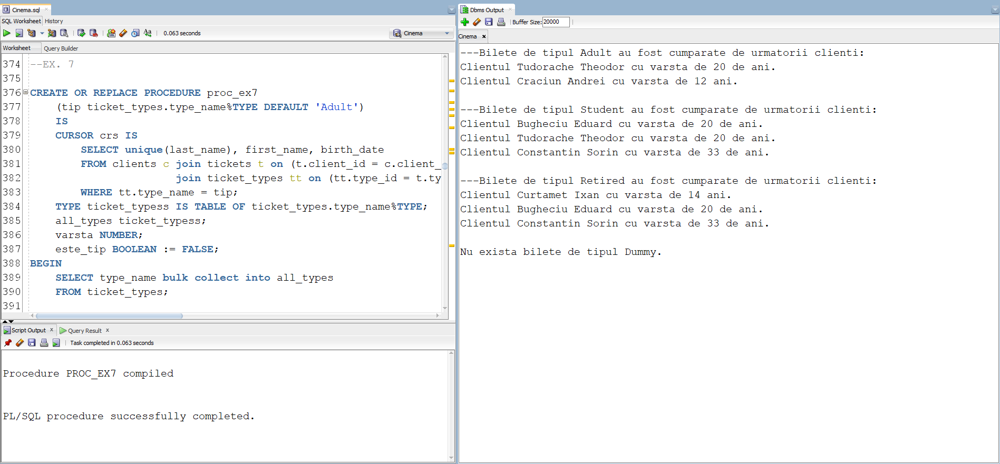 Cinema.sql
SQL Worksheet History
0.063 seconds
Cinema
Worksheet Query Builder
374 --EX. 7
375
376 CREATE OR REPLACE PROCEDURE proc_ex7
377 (tip ticket_types.type_name%TYPE DEFAULT 'Adult')
378 IS
379 CURSOR crs IS
380 SELECT unique(last_name), first_name, birth_date
381 FROM clients c join tickets t on (t.client_id = c.client_
382 join ticket_types tt on (tt.type_id = t.ty
383 WHERE tt.type_name = tip;
384 TYPE ticket_typess IS TABLE OF ticket_types.type_name%TYPE;
385 all_types ticket_typess;
386 varsta NUMBER;
387 este_tip BOOLEAN := FALSE;
388 BEGIN
389 SELECT type_name bulk collect into all_types
390 FROM ticket_types;
391
Script Output Query Result
Task completed in 0.063 seconds
Procedure PROC_EX7 compiled
PL/SQL procedure successfully completed.
Dbms Output
Buffer Size: 20000
Cinema
---Bilete de tipul Adult au fost cumparate de urmatorii clienti:
Clientul Tudorache Theodor cu varsta de 20 de ani.
Clientul Craciun Andrei cu varsta de 12 ani.
---Bilete de tipul Student au fost cumparate de urmatorii clienti:
Clientul Bugheciu Eduard cu varsta de 20 de ani.
Clientul Tudorache Theodor cu varsta de 20 de ani.
Clientul Constantin Sorin cu varsta de 33 de ani.
---Bilete de tipul Retired au fost cumparate de urmatorii clienti:
Clientul Curtamet Ixan cu varsta de 14 ani.
Clientul Bugheciu Eduard cu varsta de 20 de ani.
Clientul Constantin Sorin cu varsta de 33 de ani.
Nu exista bilete de tipul Dummy.